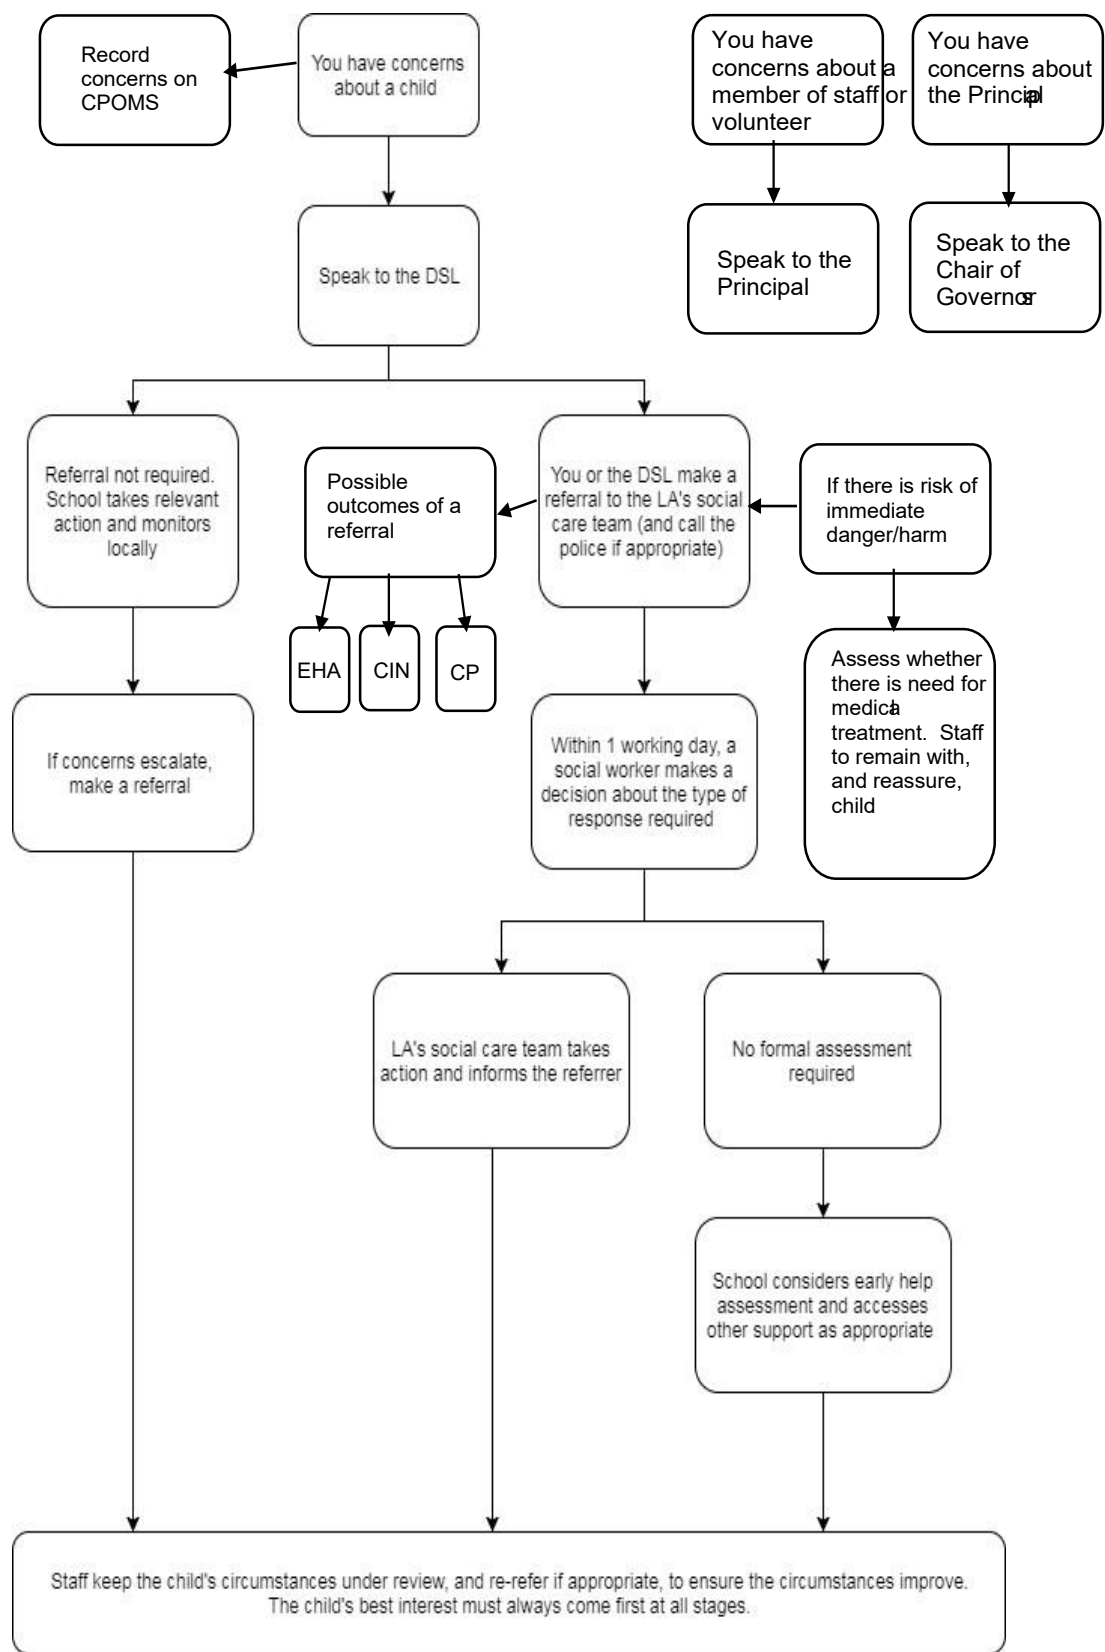 Record
concerns on
CPOMS
You have concerns
about a child
You have
concerns about a
member of staff or
volunteer
You have
concerns about
the Principal
Speak to the DSL
Speak to the
Principal
Speak to the
Chair of
Governors
Referral not required.
School takes relevant
action and monitors
locally
Possible
outcomes of a
referral
You or the DSL make a
referral to the LA's social
care team (and call the
police if appropriate)
If there is risk of
immediate
danger/harm
EHA
CIN
CP
Assess whether
there is need for
medical
treatment. Staff
to remain with,
and reassure,
child
If concerns escalate,
make a referral
Within 1 working day, a
social worker makes a
decision about the type of
response required
LA's social care team takes
action and informs the referrer
No formal assessment
required
School considers early help
assessment and accesses
other support as appropriate
Staff keep the child's circumstances under review, and re-refer if appropriate, to ensure the circumstances improve.
The child's best interest must always come first at all stages.